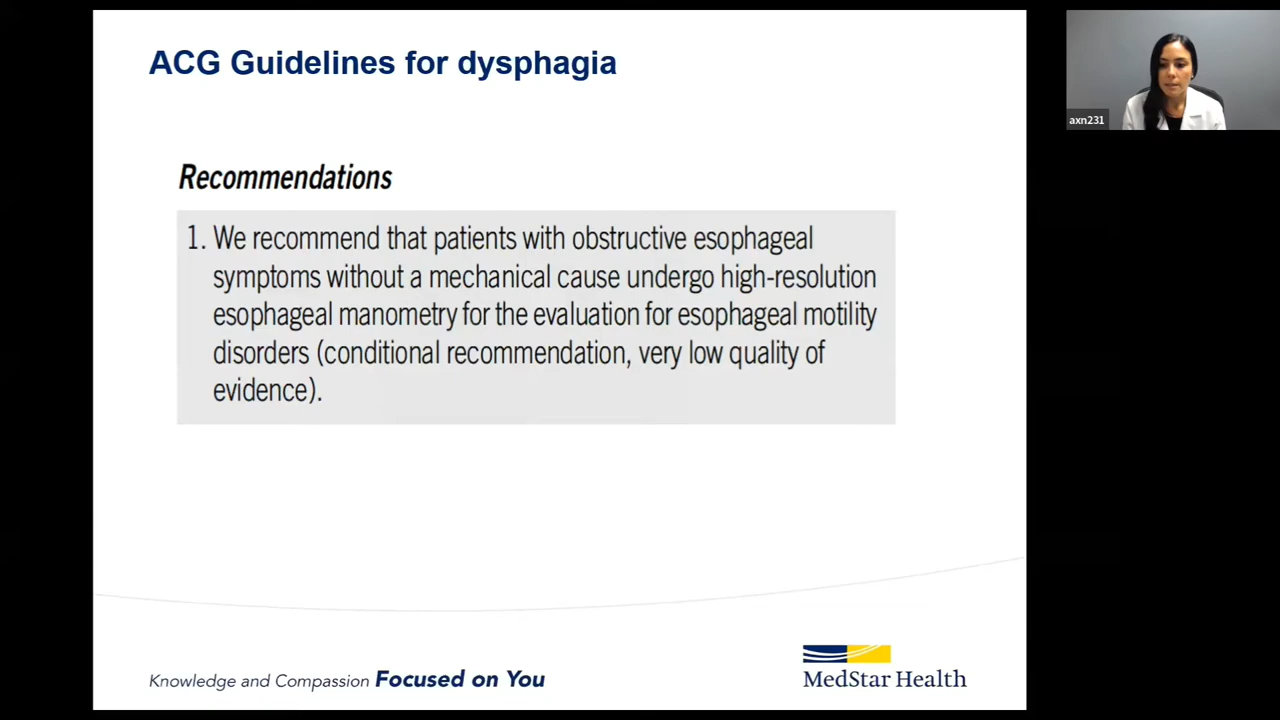 ACG Guidelines for dysphagia
axn231
Recommendations
1. We recommend that patients with obstructive esophageal
symptoms without a mechanical cause undergo high-resolution
esophageal manometry for the evaluation for esophageal motility
disorders (conditional recommendation, very low quality of
evidence).
Knowledge and Compassion Focused on You
MedStar Health